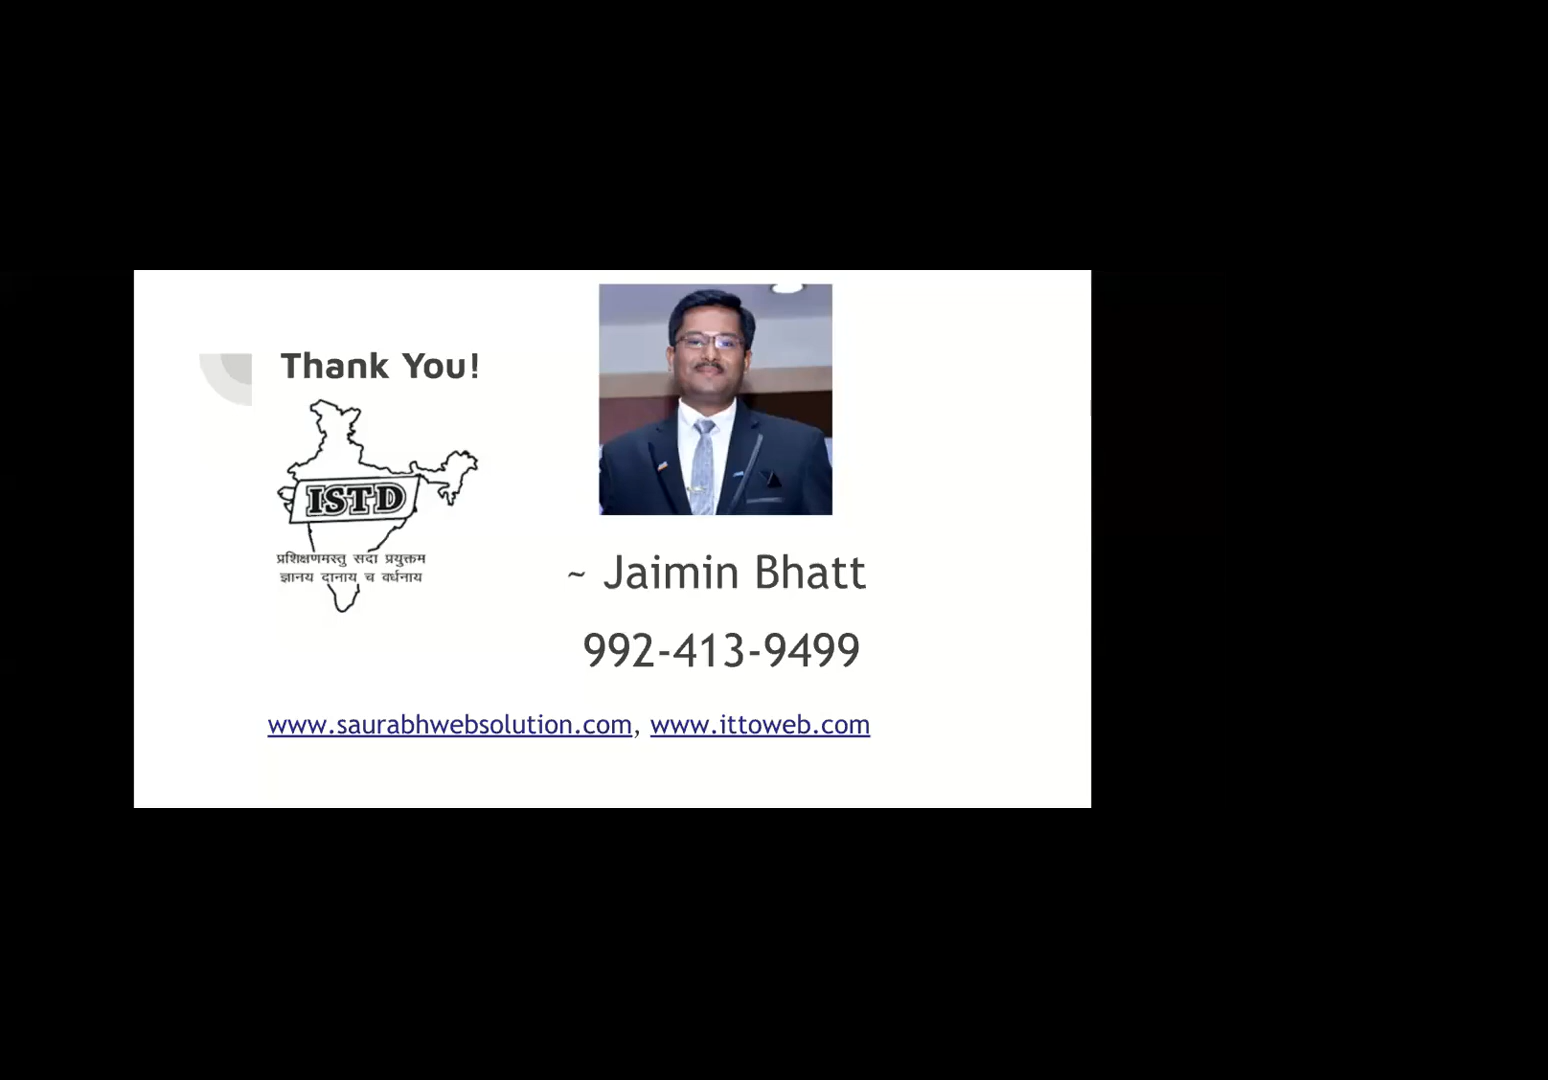 Thank You!
ISTD
प्रशिक्षणमस्तु सदा प्रयुक्तम
ज्ञानय दानाय च वर्धनाय
~ Jaimin Bhatt
992-413-9499
www.saurabhwebsolution.com, www.ittoweb.com